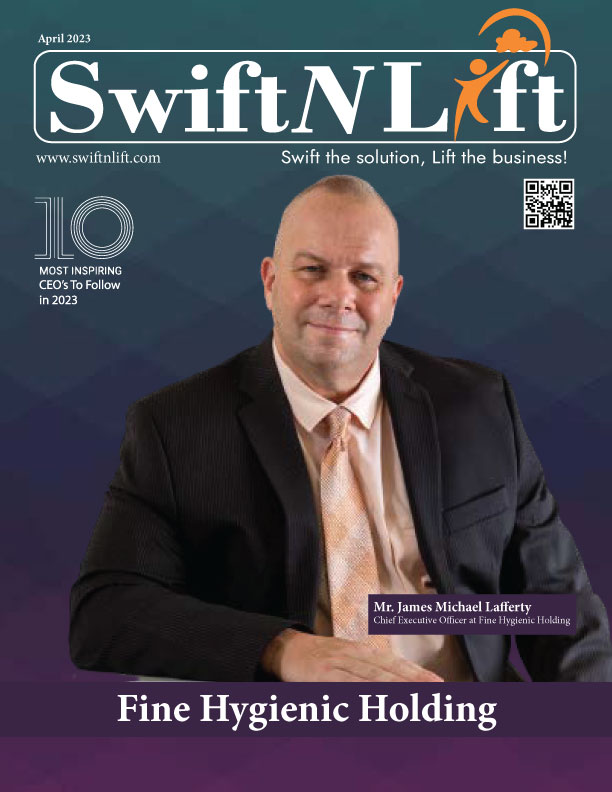 April 2023
SwiftNLift
www.swiftnlift.com
Swift the solution, Lift the business!
10
MOST INSPIRING
CEO's To Follow
in 2023
Mr. James Michael Lafferty
Chief Executive Officer at Fine Hygienic Holding
Fine Hygienic Holding